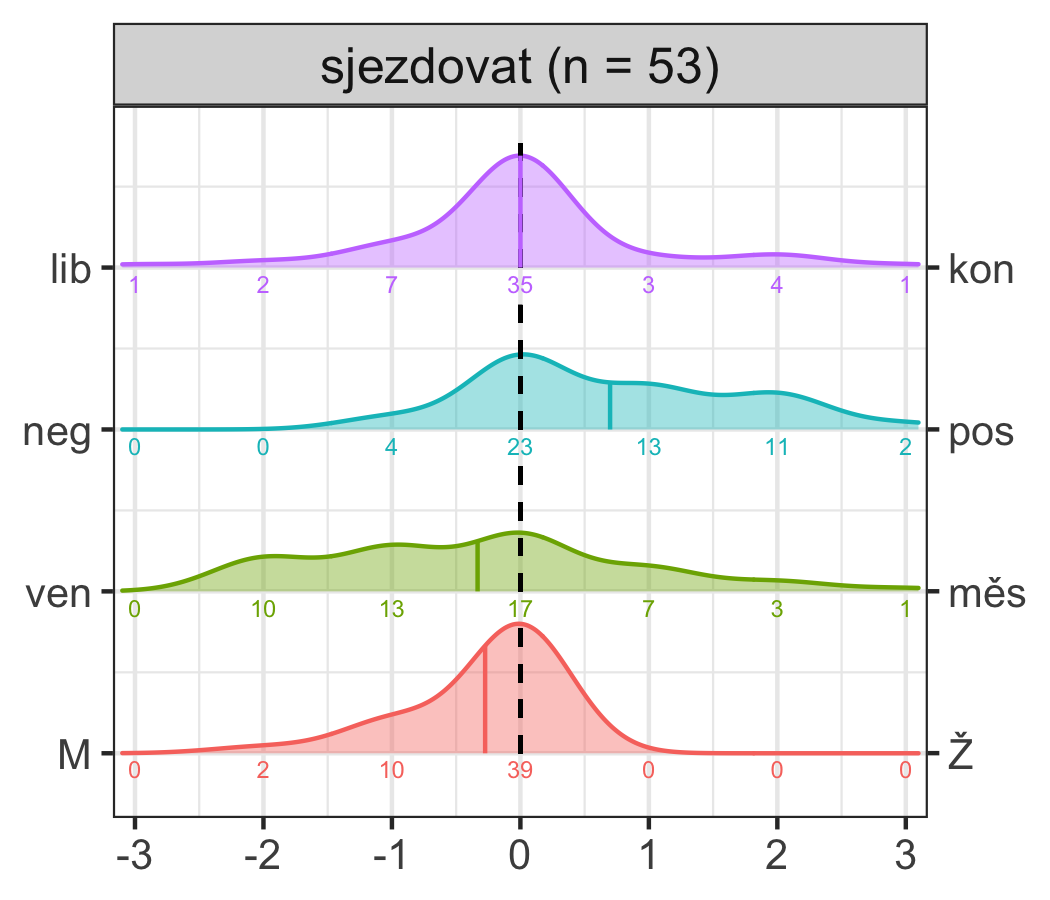 sjezdovat (n = 53)
lib kon
1 2 7 35 3 4 1
neg pos
0 0 4 23 13 11 2
ven měs
0 10 13 17 7 3 1
M Ž
0 2 10 39 0 0 0
-3 -2 -1 0 1 2 3